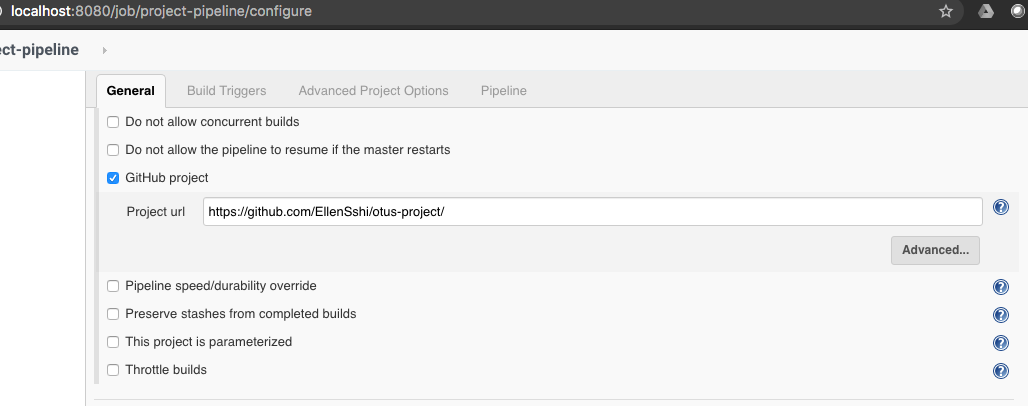 localhost:8080/job/project-pipeline/configure
ct-pipeline
General Build Triggers Advanced Project Options Pipeline
Do not allow concurrent builds
Do not allow the pipeline to resume if the master restarts
GitHub project
Project url https://github.com/EllenSshi/otus-project/
Advanced...
Pipeline speed/durability override
Preserve stashes from completed builds
This project is parameterized
Throttle builds